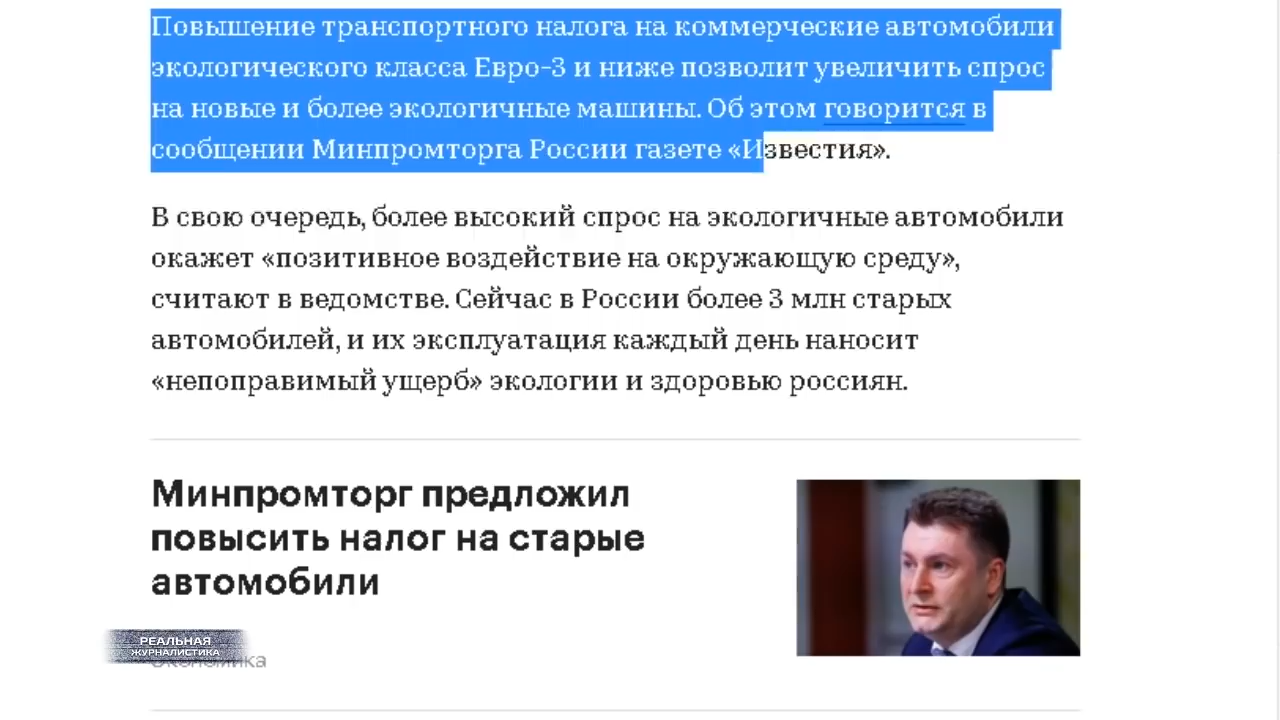 Повышение транспортного налога на коммерческие автомобили
экологического класса Евро-3 и ниже позволит увеличить спрос
на новые и более экологичные машины. Об этом говорится в
сообщении Минпромторга России газете «Известия».
В свою очередь, более высокий спрос на экологичные автомобили
окажет «позитивное воздействие на окружающую среду»,
считают в ведомстве. Сейчас в России более 3 млн старых
автомобилей, и их эксплуатация каждый день наносит
«непоправимый ущерб» экологии и здоровью россиян.
Минпромторг предложил
повысить налог на старые
автомобили
РЕАЛЬНАЯ
ЖУРНАЛИСТИКА
Экономика